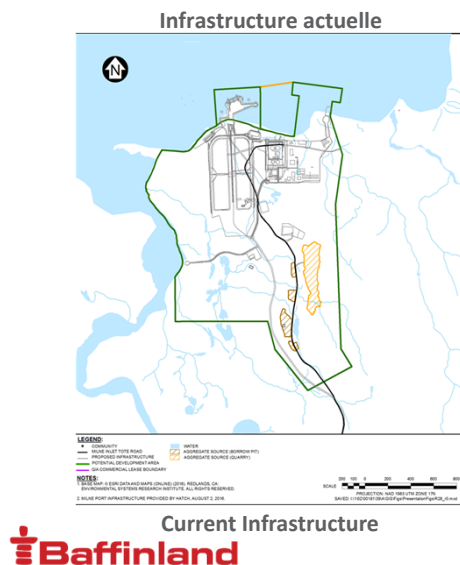 Infrastructure actuelle
N
LEGEND:
COMMUNITY
MILNE INLET TOTE ROAD
PROPOSED INFRASTRUCTURE
POTENTIAL DEVELOPMENT AREA
QIA COMMERCIAL LEASE BOUNDARY
WATER
AGGREGATE SOURCE (BORROW PIT)
AGGREGATE SOURCE (QUARRY)
NOTES:
1. BASE MAP: © ESRI DATA AND MAPS (ONLINE) (2016), REDLANDS, CA:
ENVIRONMENTAL SYSTEMS RESEARCH INSTITUTE. ALL RIGHTS RESERVED.
2. MILNE PORT INFRASTRUCTURE PROVIDED BY HATCH, AUGUST 2, 2016.
SCALE
PROJECTION: NAD 1983 UTM ZONE 17N
Current Infrastructure
Baffinland